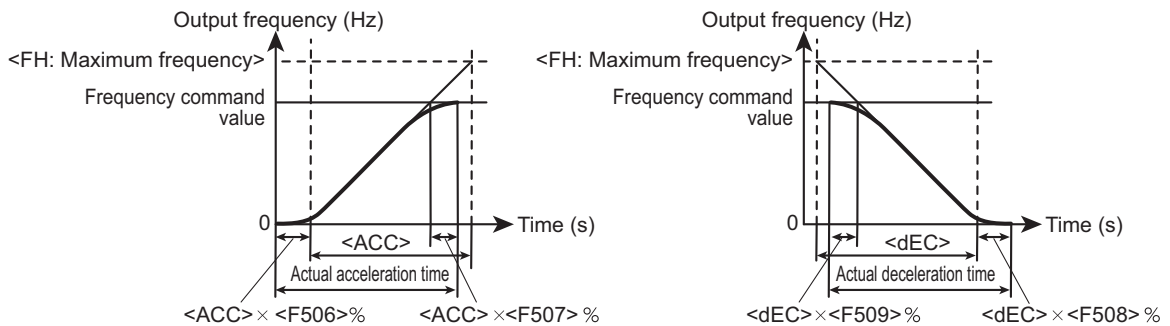 Output frequency (Hz)
<FH: Maximum frequency>
Frequency command
value
0
Time (s)
<ACC>
Actual acceleration time
<ACC> × <F506> %
<ACC> × <F507> %
Output frequency (Hz)
<FH: Maximum frequency>
Frequency command
value
0
Time (s)
<dEC>
Actual deceleration time
<dEC> × <F509> %
<dEC> × <F508> %